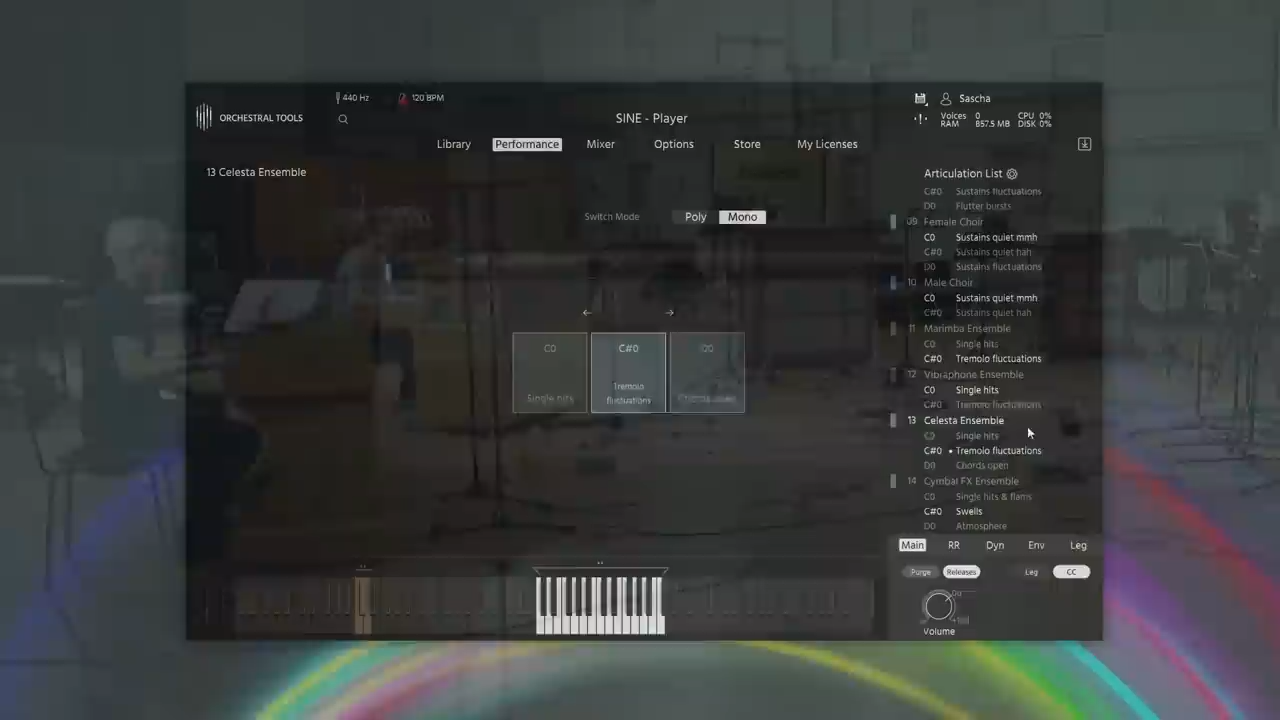 440 Hz
120 BPM
Sascha
ORCHESTRAL TOOLS
SINE - Player
Voices 0 CPU 0%
RAM 857.5 MB DISK 0%
Library Performance Mixer Options Store My Licenses
13 Celesta Ensemble
Articulation List
C#0 Sustains fluctuations
D0 Flutter bursts
Switch Mode Poly Mono
09 Female Choir
C0 Sustains quiet mmh
C#0 Sustains quiet hah
D0 Sustains fluctuations
10 Male Choir
C0 Sustains quiet mmh
C#0 Sustains quiet hah
11 Marimba Ensemble
C0 Single hits
C#0 Tremolo fluctuations
12 Vibraphone Ensemble
C0 Single hits
C#0 Tremolo fluctuations
13 Celesta Ensemble
C0 Single hits
C#0 • Tremolo fluctuations
D0 Chords open
14 Cymbal FX Ensemble
C0 Single hits & flams
C#0 Swells
D0 Atmosphere
C0 C#0 D0
Single hits Tremolo fluctuations Chords open
Main RR Dyn Env Leg
Purge Releases Leg CC
Volume